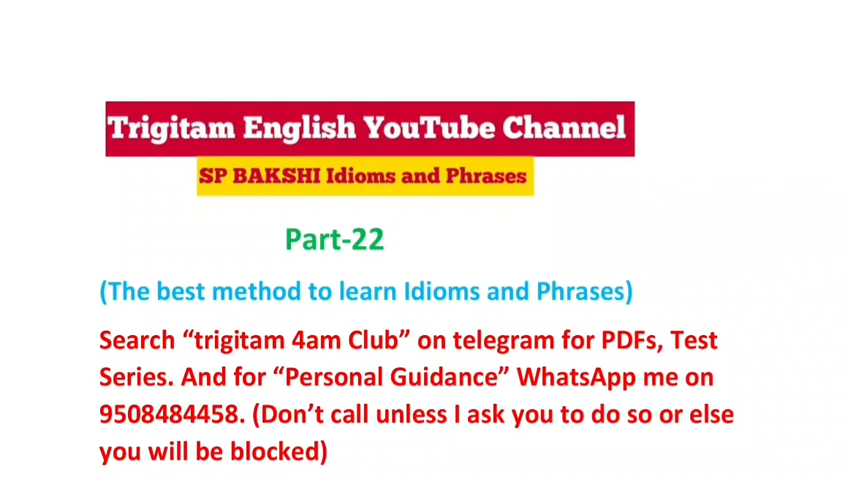 Trigitam English YouTube Channel
SP BAKSHI Idioms and Phrases
Part-22
(The best method to learn Idioms and Phrases)
Search “trigitam 4am Club” on telegram for PDFs, Test
Series. And for “Personal Guidance” WhatsApp me on
9508484458. (Don’t call unless I ask you to do so or else
you will be blocked)